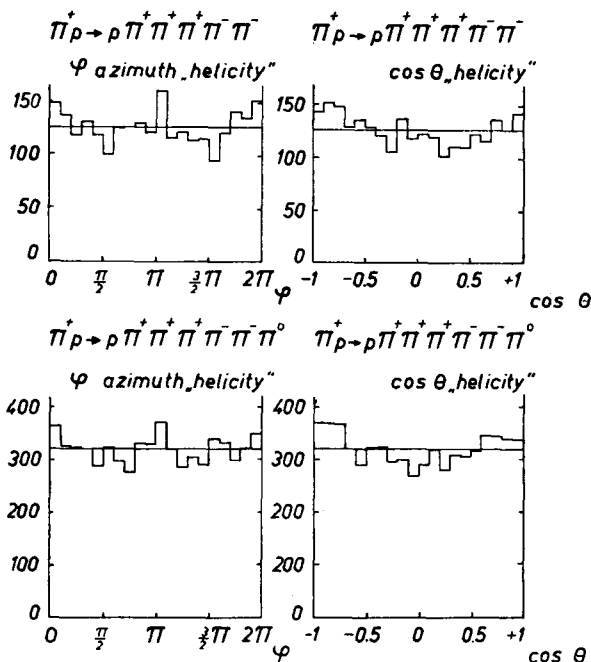 π⁺p→pπ⁺π⁺π⁺π⁻π⁻
φ azimuth „helicity"
150
100
50
0
0 π/2 π 3/2π 2π
φ
π⁺p→pπ⁺π⁺π⁺π⁻π⁻
cos θ „helicity"
150
100
50
0
-1 -0.5 0 0.5 +1
cos θ
π⁺p→pπ⁺π⁺π⁺π⁻π⁻π⁰
φ azimuth „helicity"
400
300
200
100
0
0 π/2 π 3/2π 2π
φ
π⁺p→pπ⁺π⁺π⁺π⁻π⁻π⁰
cos θ „helicity"
400
300
200
100
0
-1 -0.5 0 0.5 +1
cos θ